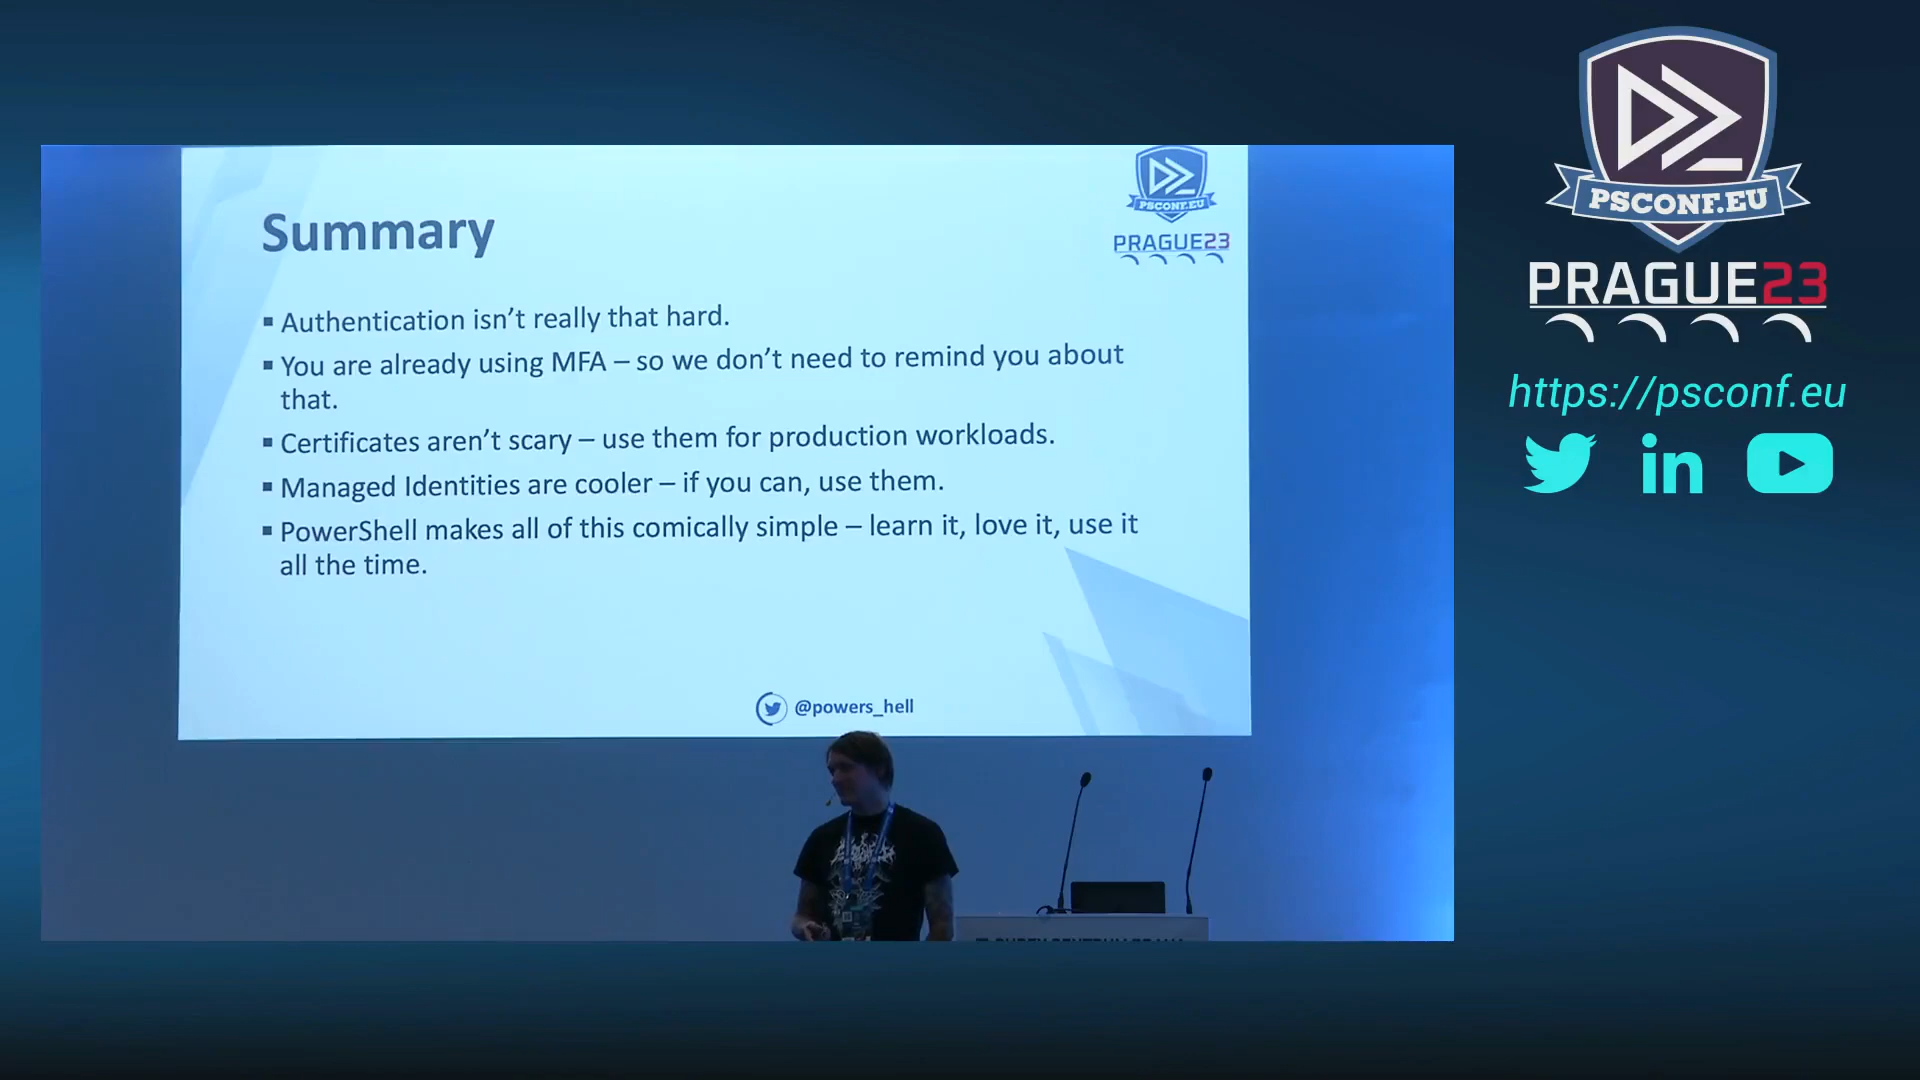 Summary
▪ Authentication isn't really that hard.
▪ You are already using MFA – so we don't need to remind you about
that.
▪ Certificates aren't scary – use them for production workloads.
▪ Managed Identities are cooler – if you can, use them.
▪ PowerShell makes all of this comically simple – learn it, love it, use it
all the time.
@powers_hell
PSCONF.EU
PRAGUE23
PSCONF.EU
PRAGUE23
https://psconf.eu
in